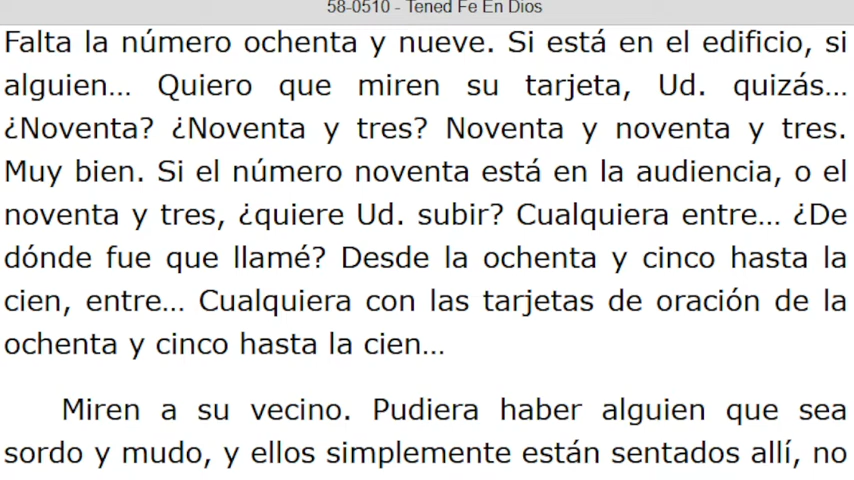 58-0510 - Tened Fe En Dios
Falta la número ochenta y nueve. Si está en el edificio, si
alguien... Quiero que miren su tarjeta, Ud. quizás...
¿Noventa? ¿Noventa y tres? Noventa y noventa y tres.
Muy bien. Si el número noventa está en la audiencia, o el
noventa y tres, ¿quiere Ud. subir? Cualquiera entre... ¿De
dónde fue que llamé? Desde la ochenta y cinco hasta la
cien, entre... Cualquiera con las tarjetas de oración de la
ochenta y cinco hasta la cien...
Miren a su vecino. Pudiera haber alguien que sea
sordo y mudo, y ellos simplemente están sentados allí, no